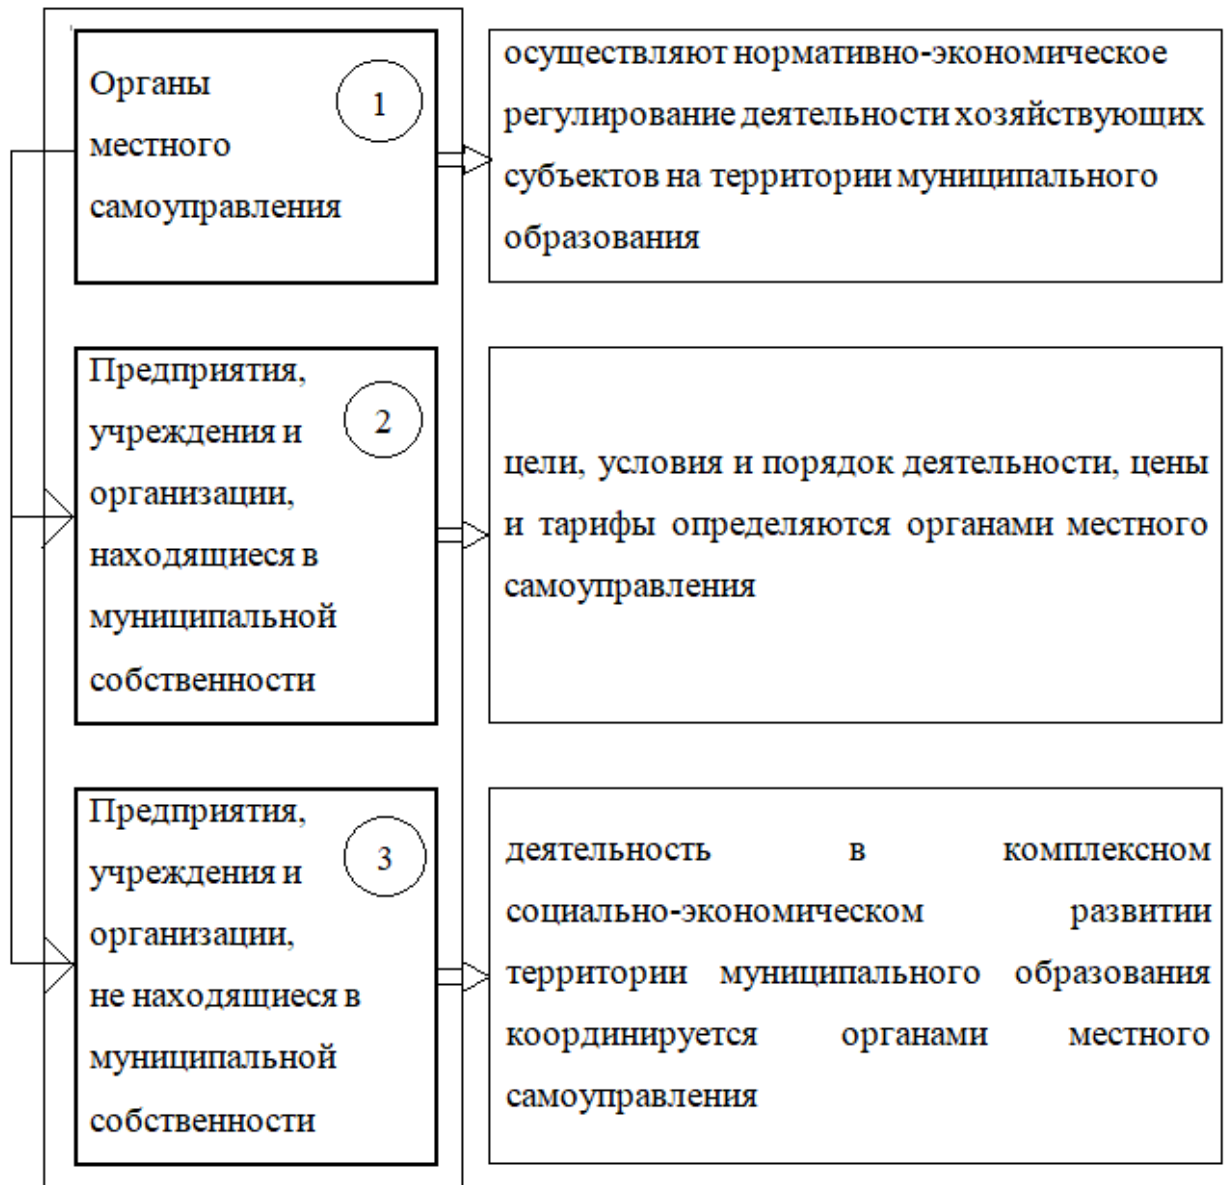 Органы
1
местного
самоуправления
осуществляют нормативно-экономическое
регулирование деятельности хозяйствующих
субъектов на территории муниципального
образования
Предприятия,
2
учреждения и
организации,
находящиеся в
муниципальной
собственности
цели, условия и порядок деятельности, цены
и тарифы определяются органами местного
самоуправления
Предприятия,
3
учреждения и
организации,
не находящиеся в
муниципальной
собственности
деятельность в комплексном
социально-экономическом развитии
территории муниципального образования
координируется органами местного
самоуправления